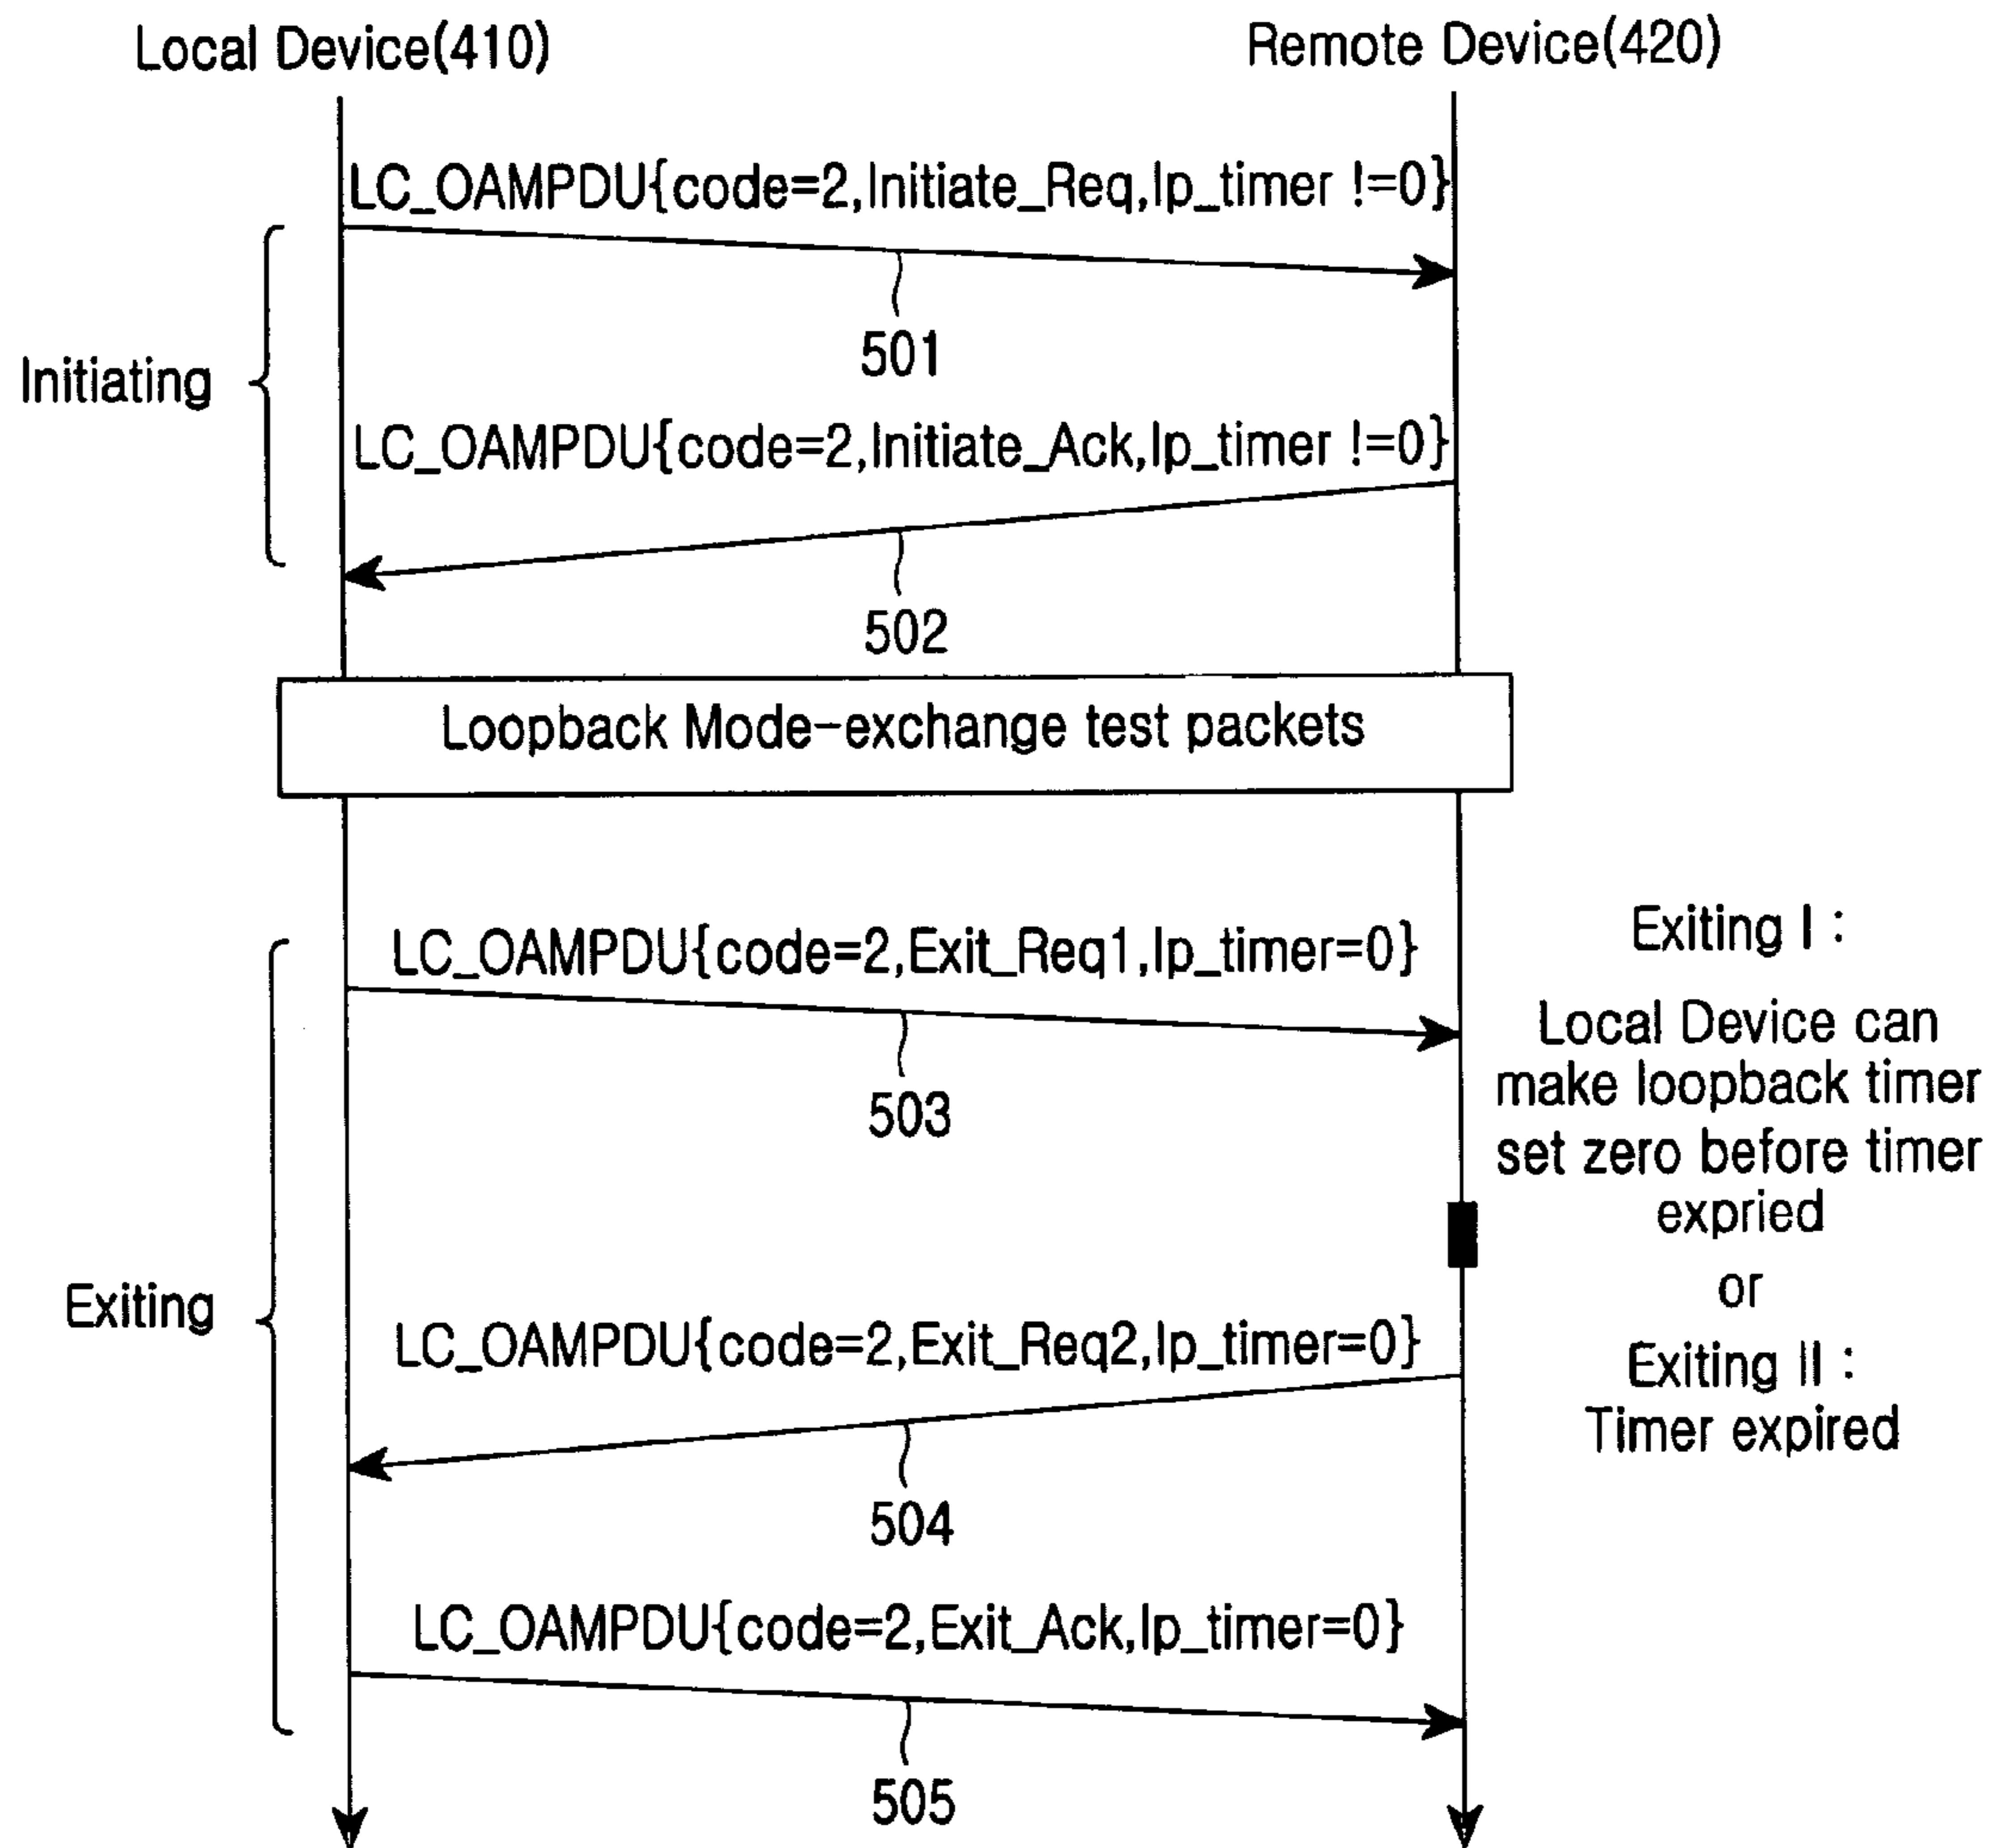 Local Device(410)
Remote Device(420)
LC_OAMPDU{code=2,Initiate_Req,lp_timer !=0}
501
Initiating
LC_OAMPDU{code=2,Initiate_Ack,lp_timer !=0}
502
Loopback Mode-exchange test packets
Exiting I :
LC_OAMPDU{code=2,Exit_Req1,lp_timer=0}
Local Device can
make loopback timer
503
set zero before timer
expried
or
Exiting
LC_OAMPDU{code=2,Exit_Req2,lp_timer=0}
Exiting II :
Timer expired
504
LC_OAMPDU{code=2,Exit_Ack,lp_timer=0}
505